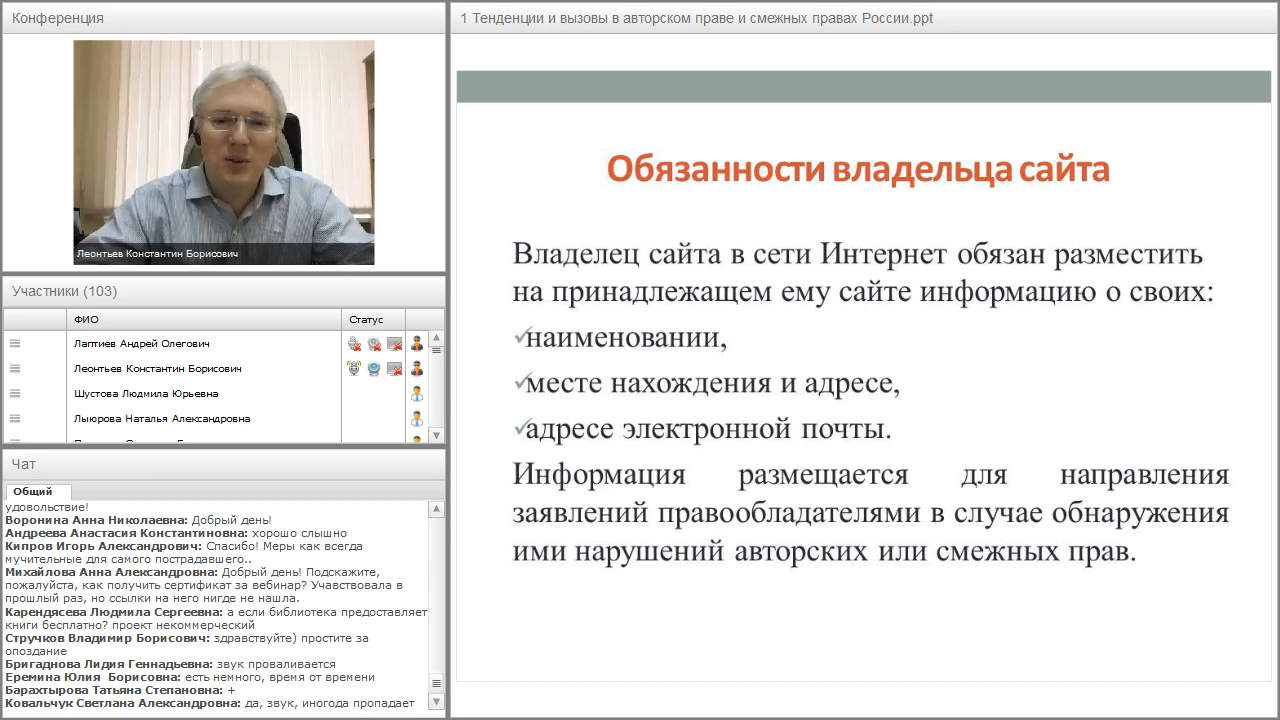 Конференция
Леонтьев Константин Борисович
Участники (103)
ФИО
Статус
Лаптиев Андрей Олегович
Леонтьев Константин Борисович
Шустова Людмила Юрьевна
Лыюрова Наталья Александровна
Чат
Общий
удовольствие!
Воронина Анна Николаевна: Добрый день!
Андреева Анастасия Константиновна: хорошо слышно
Кипров Игорь Александрович: Спасибо! Меры как всегда
мучительные для самого пострадавшего..
Михайлова Анна Александровна: Добрый день! Подскажите,
пожалуйста, как получить сертификат за вебинар? Учавствовала в
прошлый раз, но ссылки на него нигде не нашла.
Карендясева Людмила Сергеевна: а если библиотека предоставляет
книги бесплатно? проект некоммерческий
Стручков Владимир Борисович: здравствуйте) простите за
опоздание
Бригаднова Лидия Геннадьевна: звук проваливается
Еремина Юлия  Борисовна: есть немного, время от времени
Барахтырова Татьяна Степановна: +
Ковальчук Светлана Александровна: да, звук, иногода пропадает
1 Тенденции и вызовы в авторском праве и смежных правах России.ppt
Обязанности владельца сайта
Владелец сайта в сети Интернет обязан разместить
на принадлежащем ему сайте информацию о своих:
наименовании,
месте нахождения и адресе,
адресе электронной почты.
Информация размещается для направления
заявлений правообладателями в случае обнаружения
ими нарушений авторских или смежных прав.